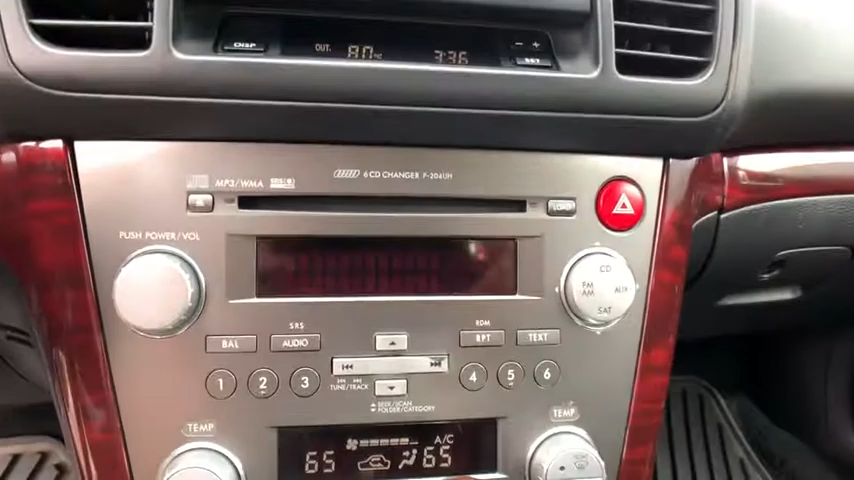 DISP OUT. 80°F 3:36 - + SET
MP3/WMA SRS 6 CD CHANGER P-204UH
PUSH POWER/VOL
CD
FM AM AUX
SAT
SRS RDM
BAL AUDIO RPT TEXT
TUNE/TRACK
1 2 3 4 5 6
SEEK/SCAN
FOLDER/CATEGORY
TEMP TEMP
A/C
65 65